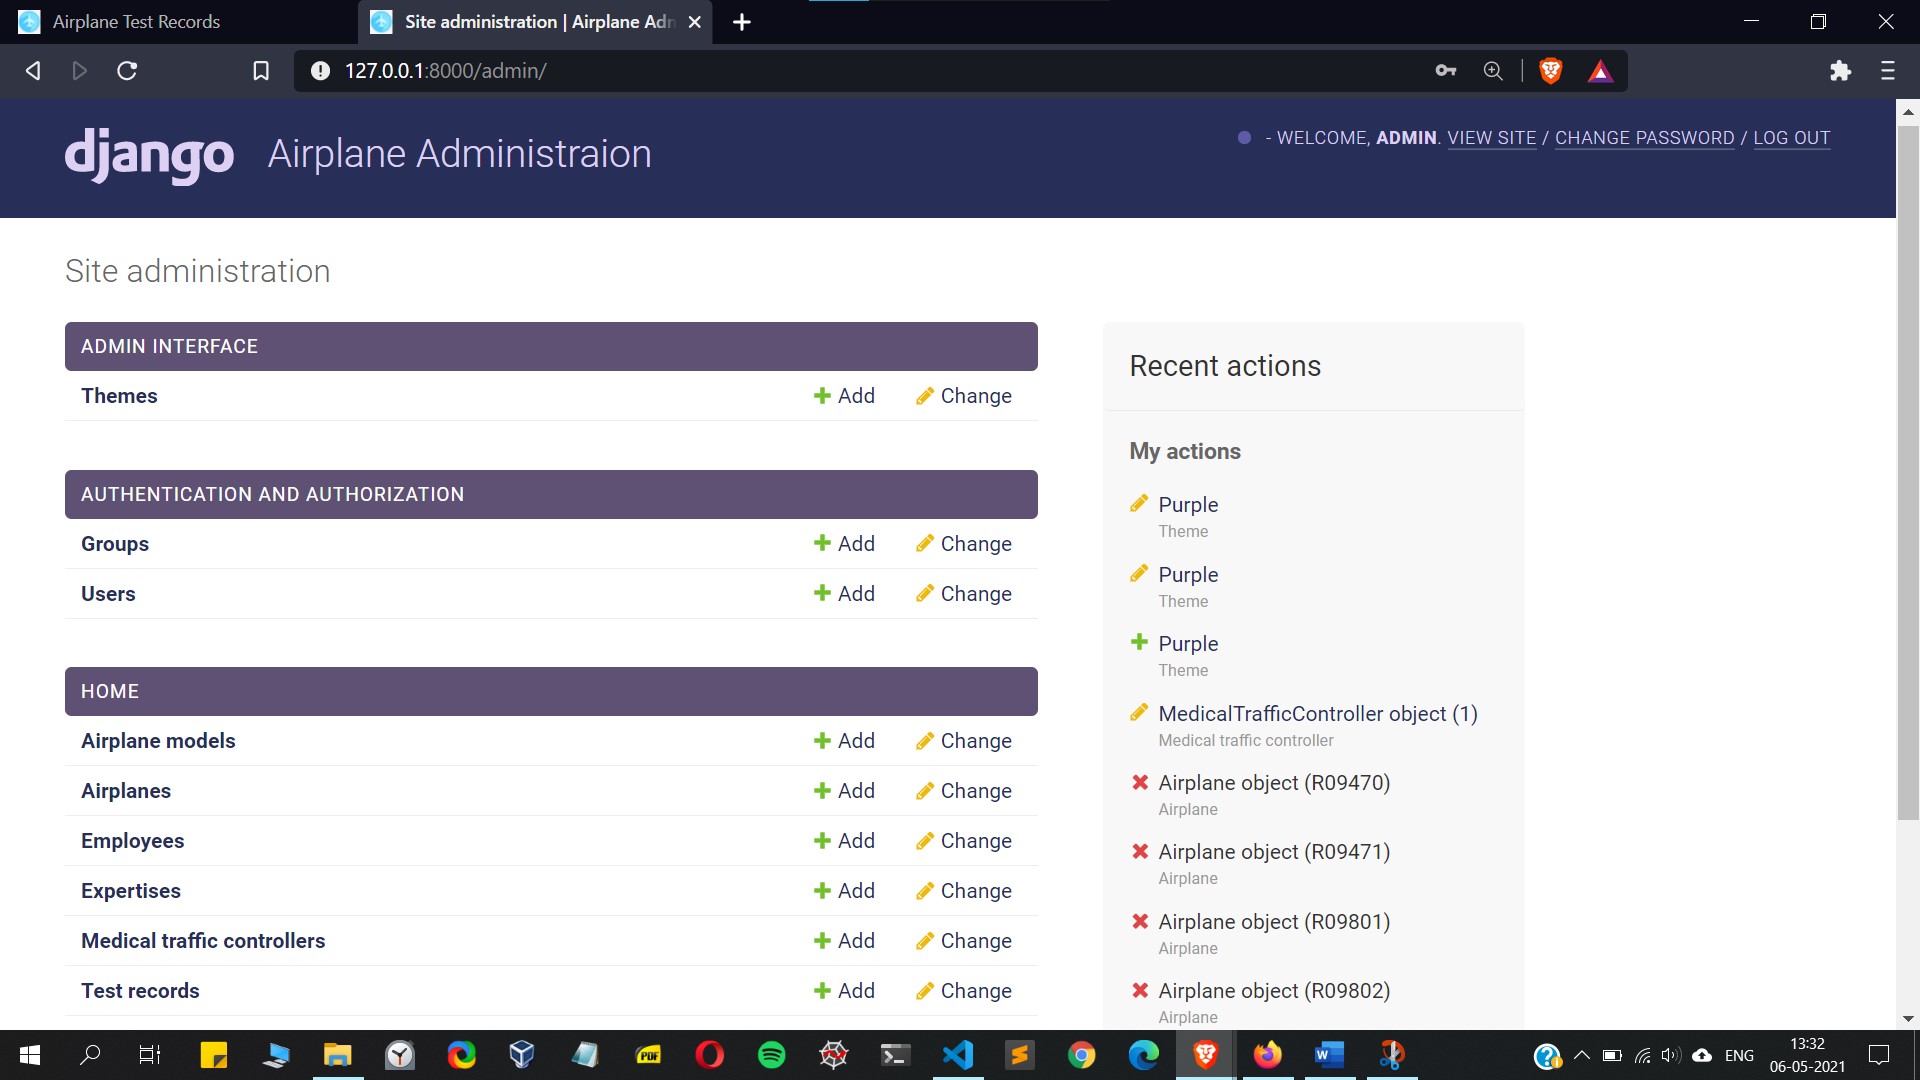 Airplane Test Records
Site administration | Airplane Adn
127.0.0.1:8000/admin/
django Airplane Administraion
- WELCOME, ADMIN. VIEW SITE / CHANGE PASSWORD / LOG OUT
Site administration
ADMIN INTERFACE
Themes Add Change
AUTHENTICATION AND AUTHORIZATION
Groups Add Change
Users Add Change
HOME
Airplane models Add Change
Airplanes Add Change
Employees Add Change
Expertises Add Change
Medical traffic controllers Add Change
Test records Add Change
Recent actions
My actions
Purple
Theme
Purple
Theme
Purple
Theme
MedicalTrafficController object (1)
Medical traffic controller
Airplane object (R09470)
Airplane
Airplane object (R09471)
Airplane
Airplane object (R09801)
Airplane
Airplane object (R09802)
Airplane
PDF
ENG
13:32
06-05-2021